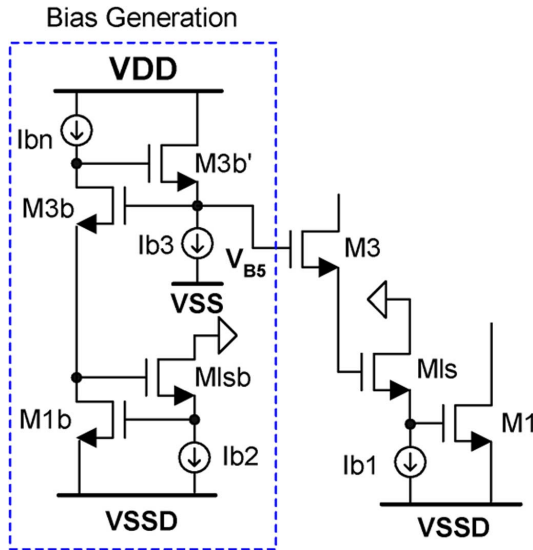 Bias Generation
VDD
Ibn
M3b'
M3b
Ib3
VB5
M3
VSS
Mlsb
Mls
M1b
M1
Ib2
Ib1
VSSD
VSSD